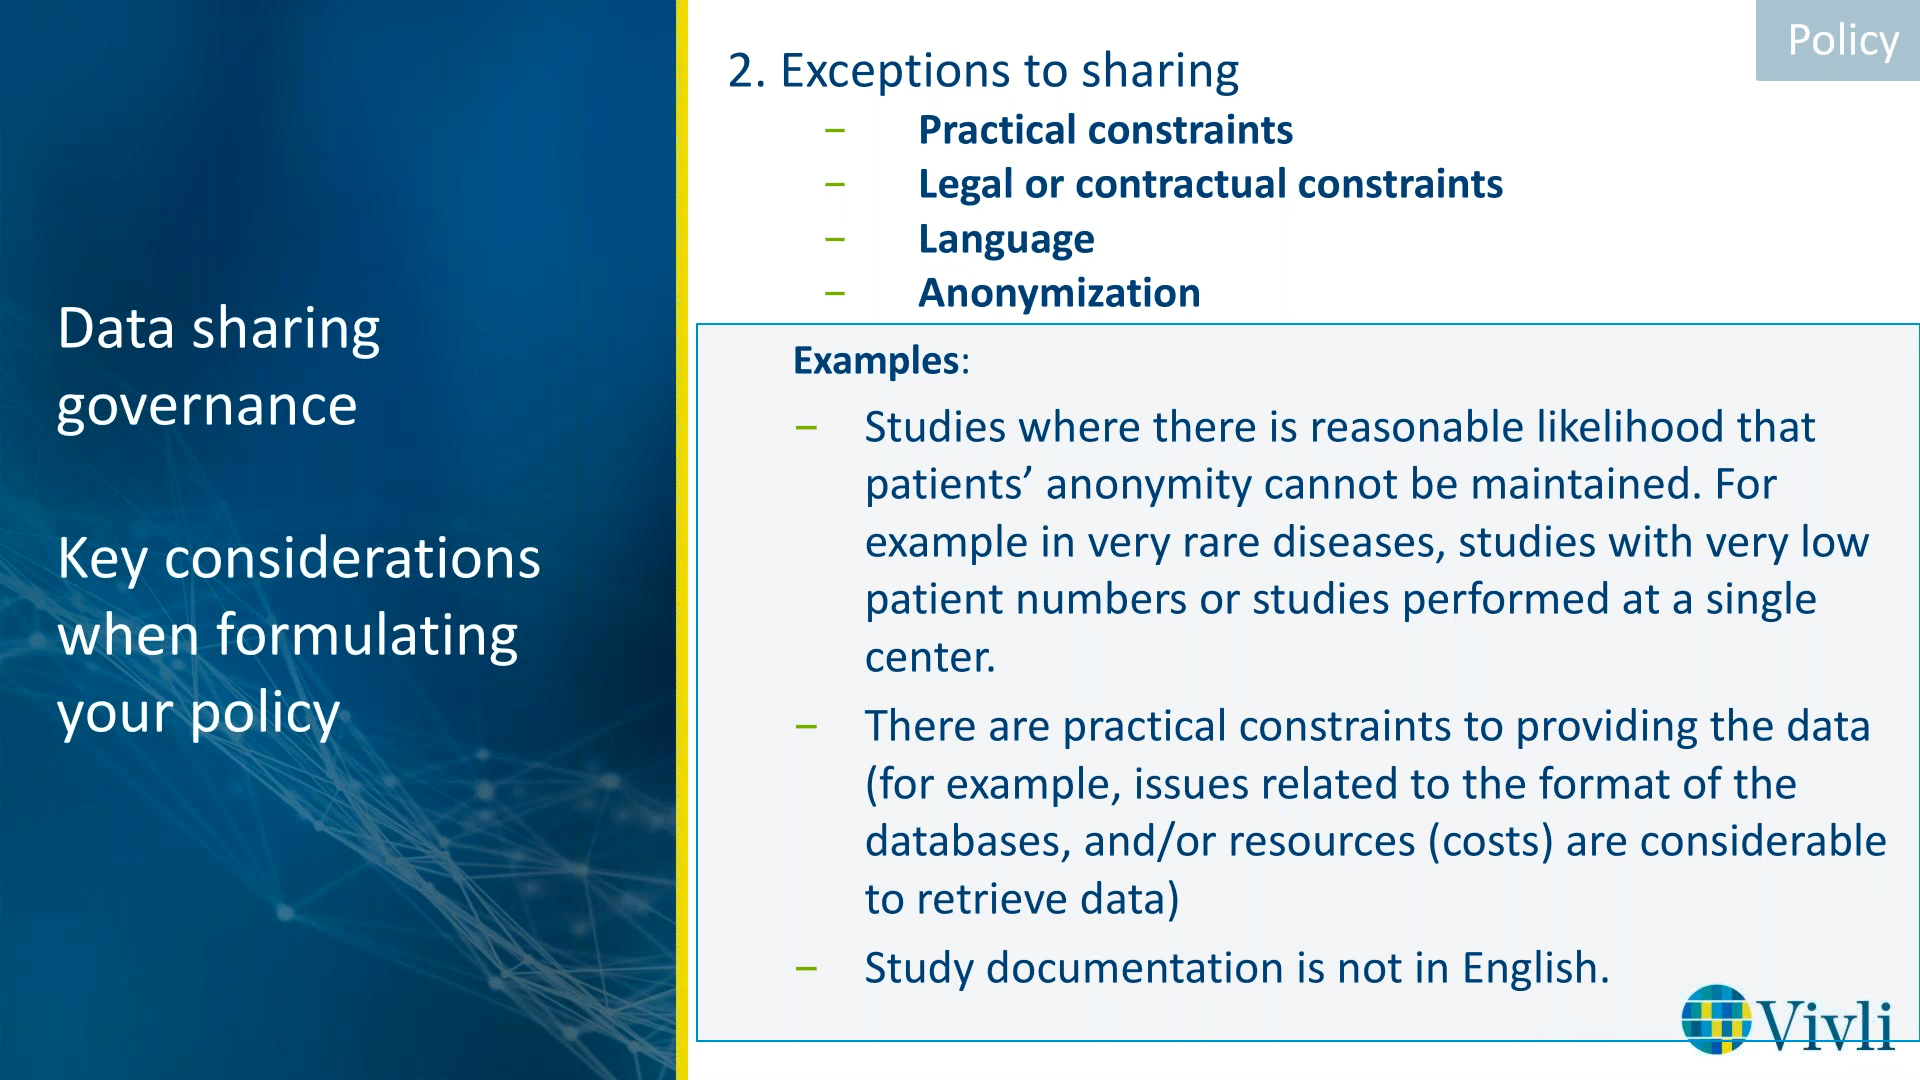 Data sharing
governance
Key considerations
when formulating
your policy
Policy
2. Exceptions to sharing
– Practical constraints
– Legal or contractual constraints
– Language
– Anonymization
Examples:
– Studies where there is reasonable likelihood that
patients’ anonymity cannot be maintained. For
example in very rare diseases, studies with very low
patient numbers or studies performed at a single
center.
– There are practical constraints to providing the data
(for example, issues related to the format of the
databases, and/or resources (costs) are considerable
to retrieve data)
– Study documentation is not in English.
Vivli